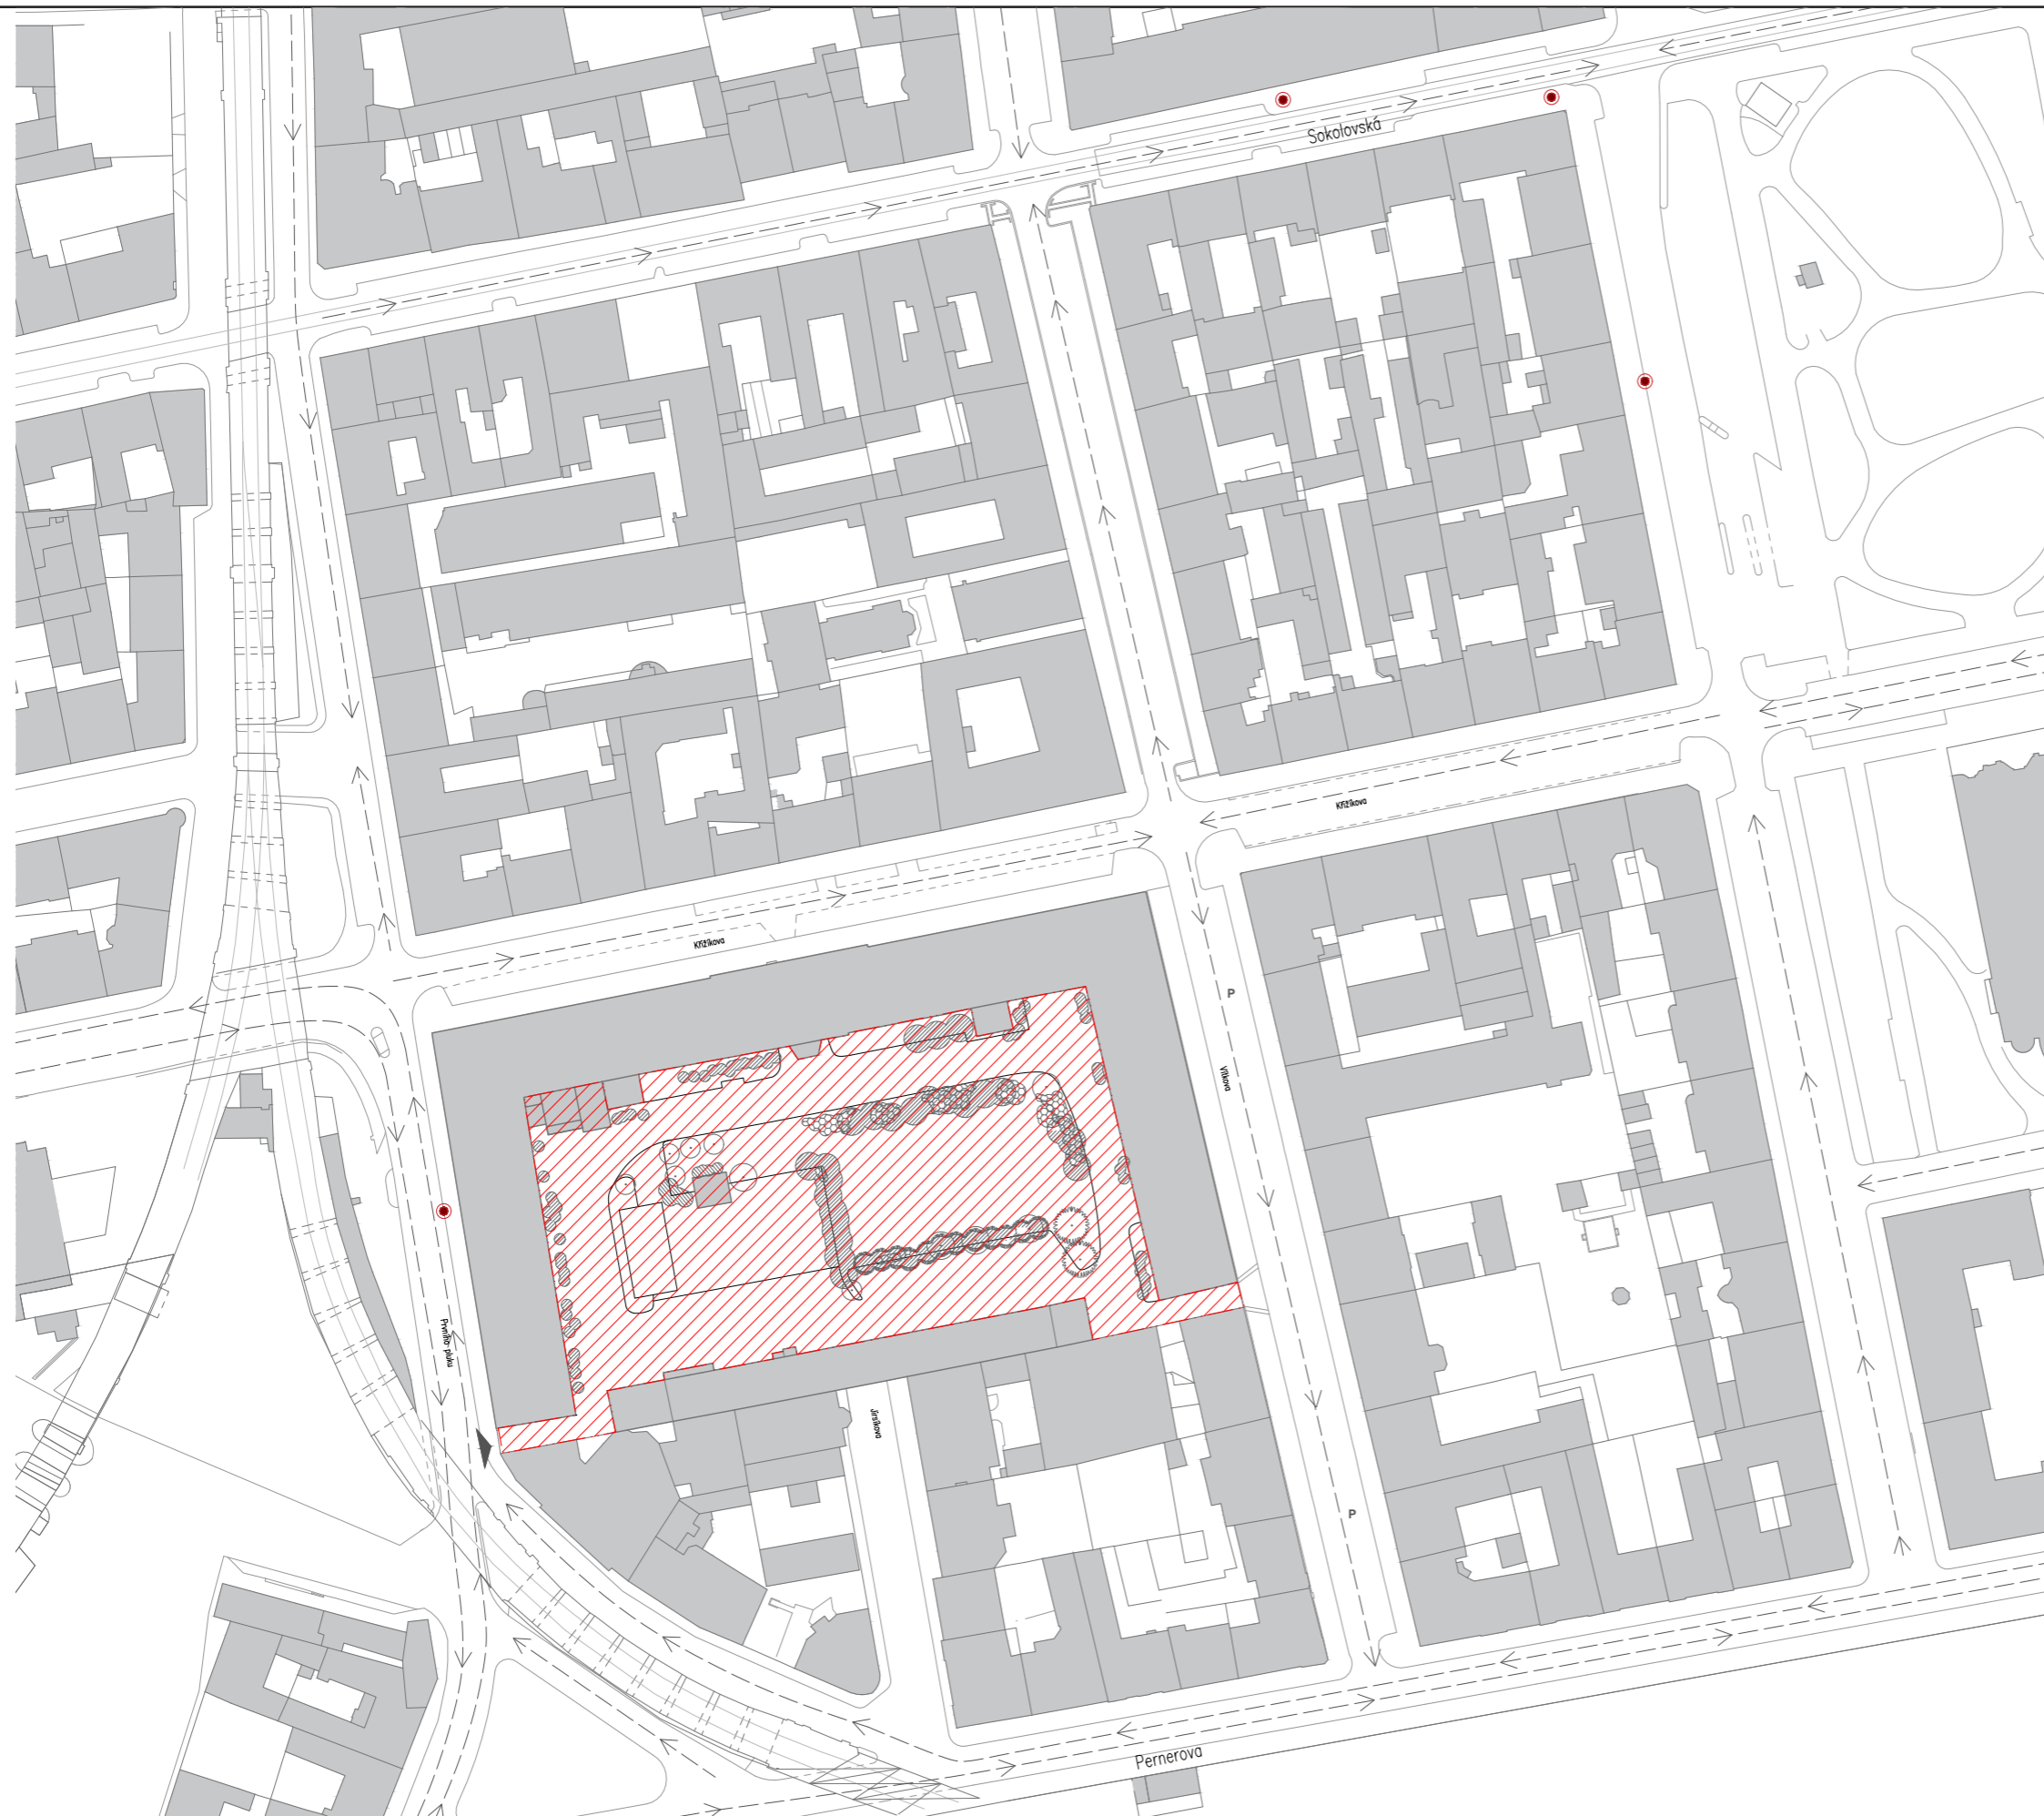 Sokolovská
Křižíkova
Křižíkova
P
Vítkova
Prvního pluku
Jirsíkova
P
Pernerova